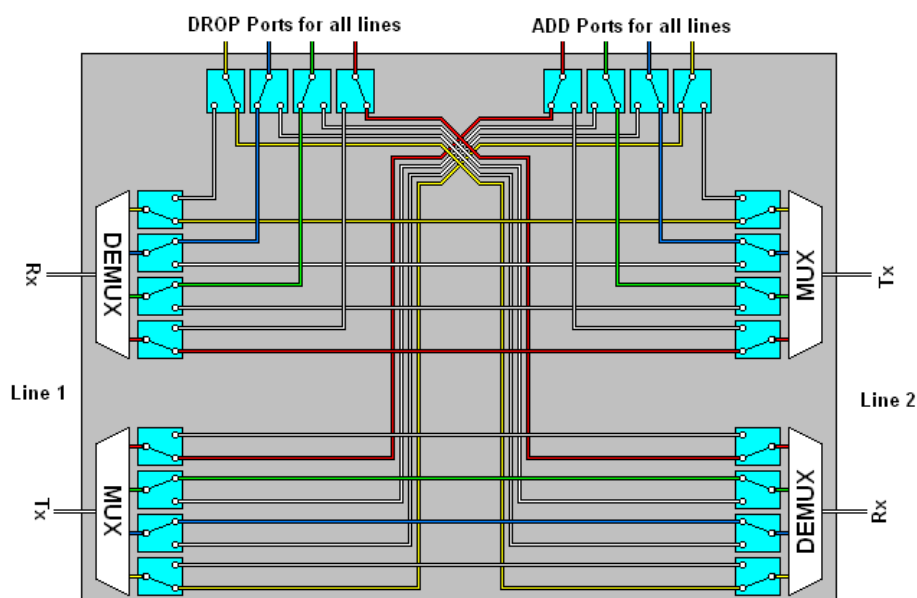 DROP Ports for all lines
ADD Ports for all lines
DEMUX
MUX
Rx
Tx
Line 1
Line 2
MUX
DEMUX
Tx
Rx